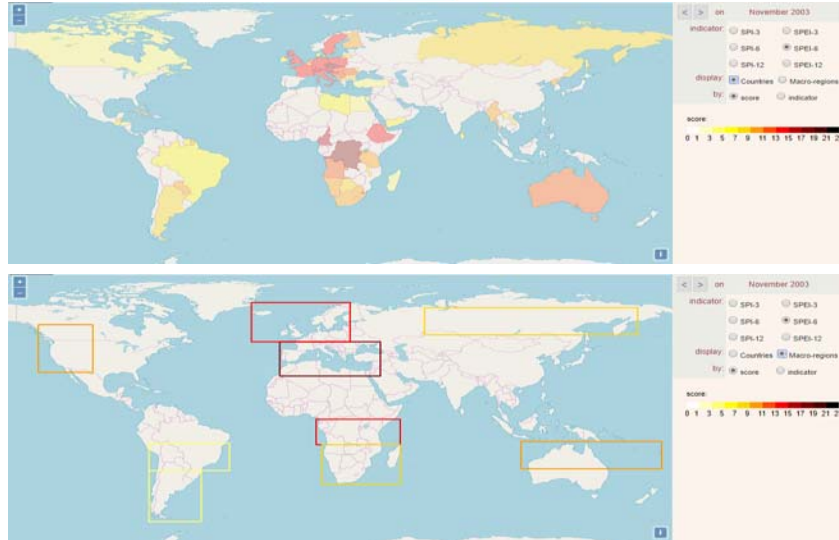 < > on November 2003
indicator: SPI-3 SPEI-3
SPI-6 SPEI-6
SPI-12 SPEI-12
display: Countries Macro-regions
by: score indicator
score:
0 1 3 5 7 9 11 13 15 17 19 21 2
+
−
i
< > on November 2003
indicator: SPI-3 SPEI-3
SPI-6 SPEI-6
SPI-12 SPEI-12
display: Countries Macro-regions
by: score indicator
score:
0 1 3 5 7 9 11 13 15 17 19 21 2
+
−
i